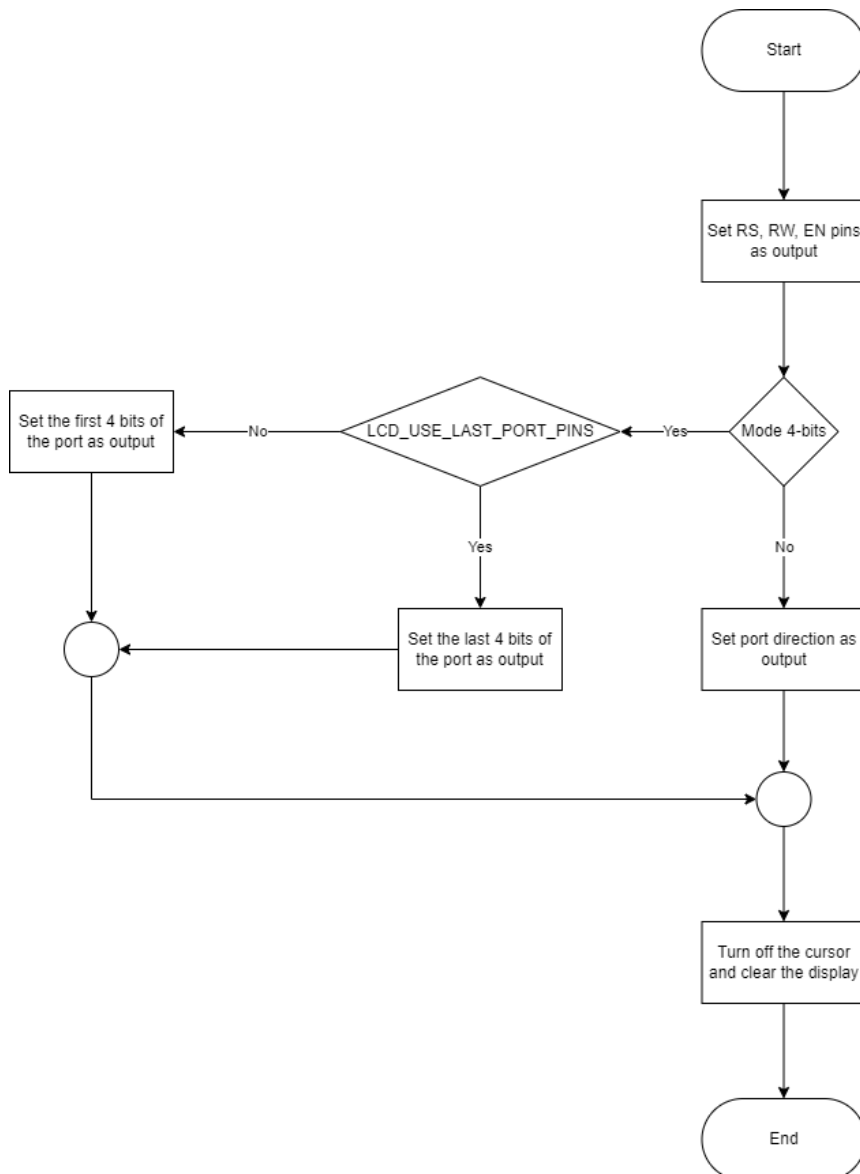 Start
Set RS, RW, EN pins
as output
Set the first 4 bits of
the port as output
No
LCD_USE_LAST_PORT_PINS
Yes
Mode 4-bits
Yes
No
Set the last 4 bits of
the port as output
Set port direction as
output
Turn off the cursor
and clear the display
End